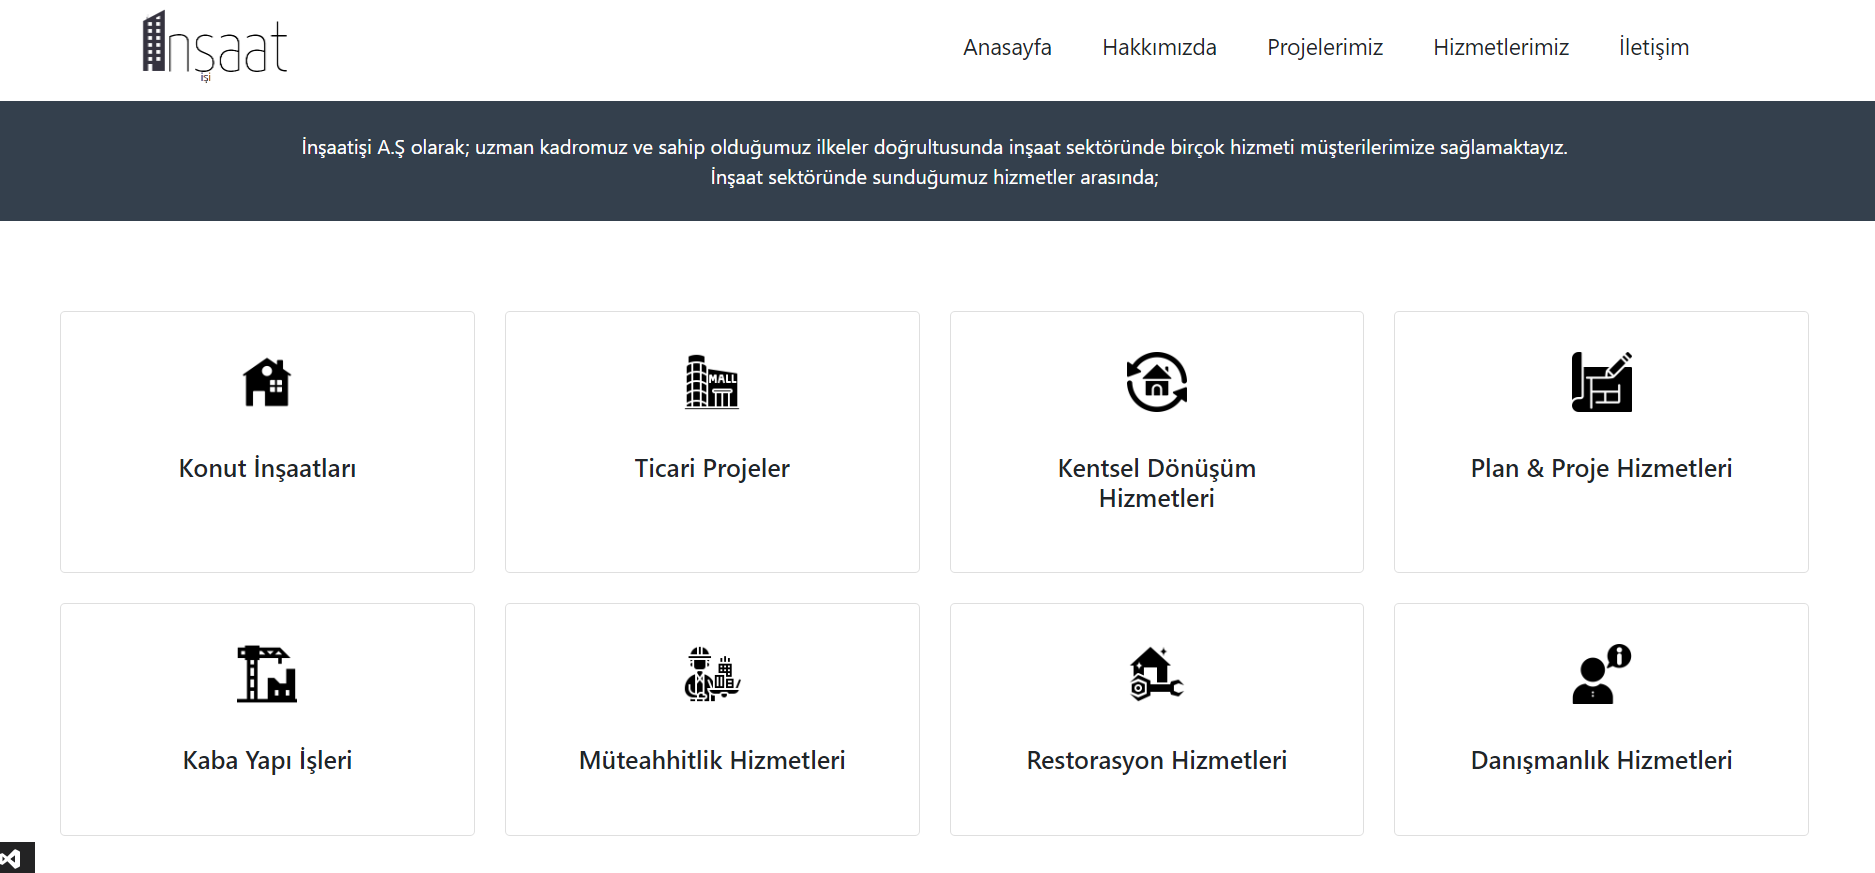 İnşaat
işi
Anasayfa
Hakkımızda
Projelerimiz
Hizmetlerimiz
İletişim
İnşaatişi A.Ş olarak; uzman kadromuz ve sahip olduğumuz ilkeler doğrultusunda inşaat sektöründe birçok hizmeti müşterilerimize sağlamaktayız.
İnşaat sektöründe sunduğumuz hizmetler arasında;
MALL
Konut İnşaatları
Ticari Projeler
Kentsel Dönüşüm
Hizmetleri
Plan & Proje Hizmetleri
Kaba Yapı İşleri
Müteahhitlik Hizmetleri
Restorasyon Hizmetleri
Danışmanlık Hizmetleri